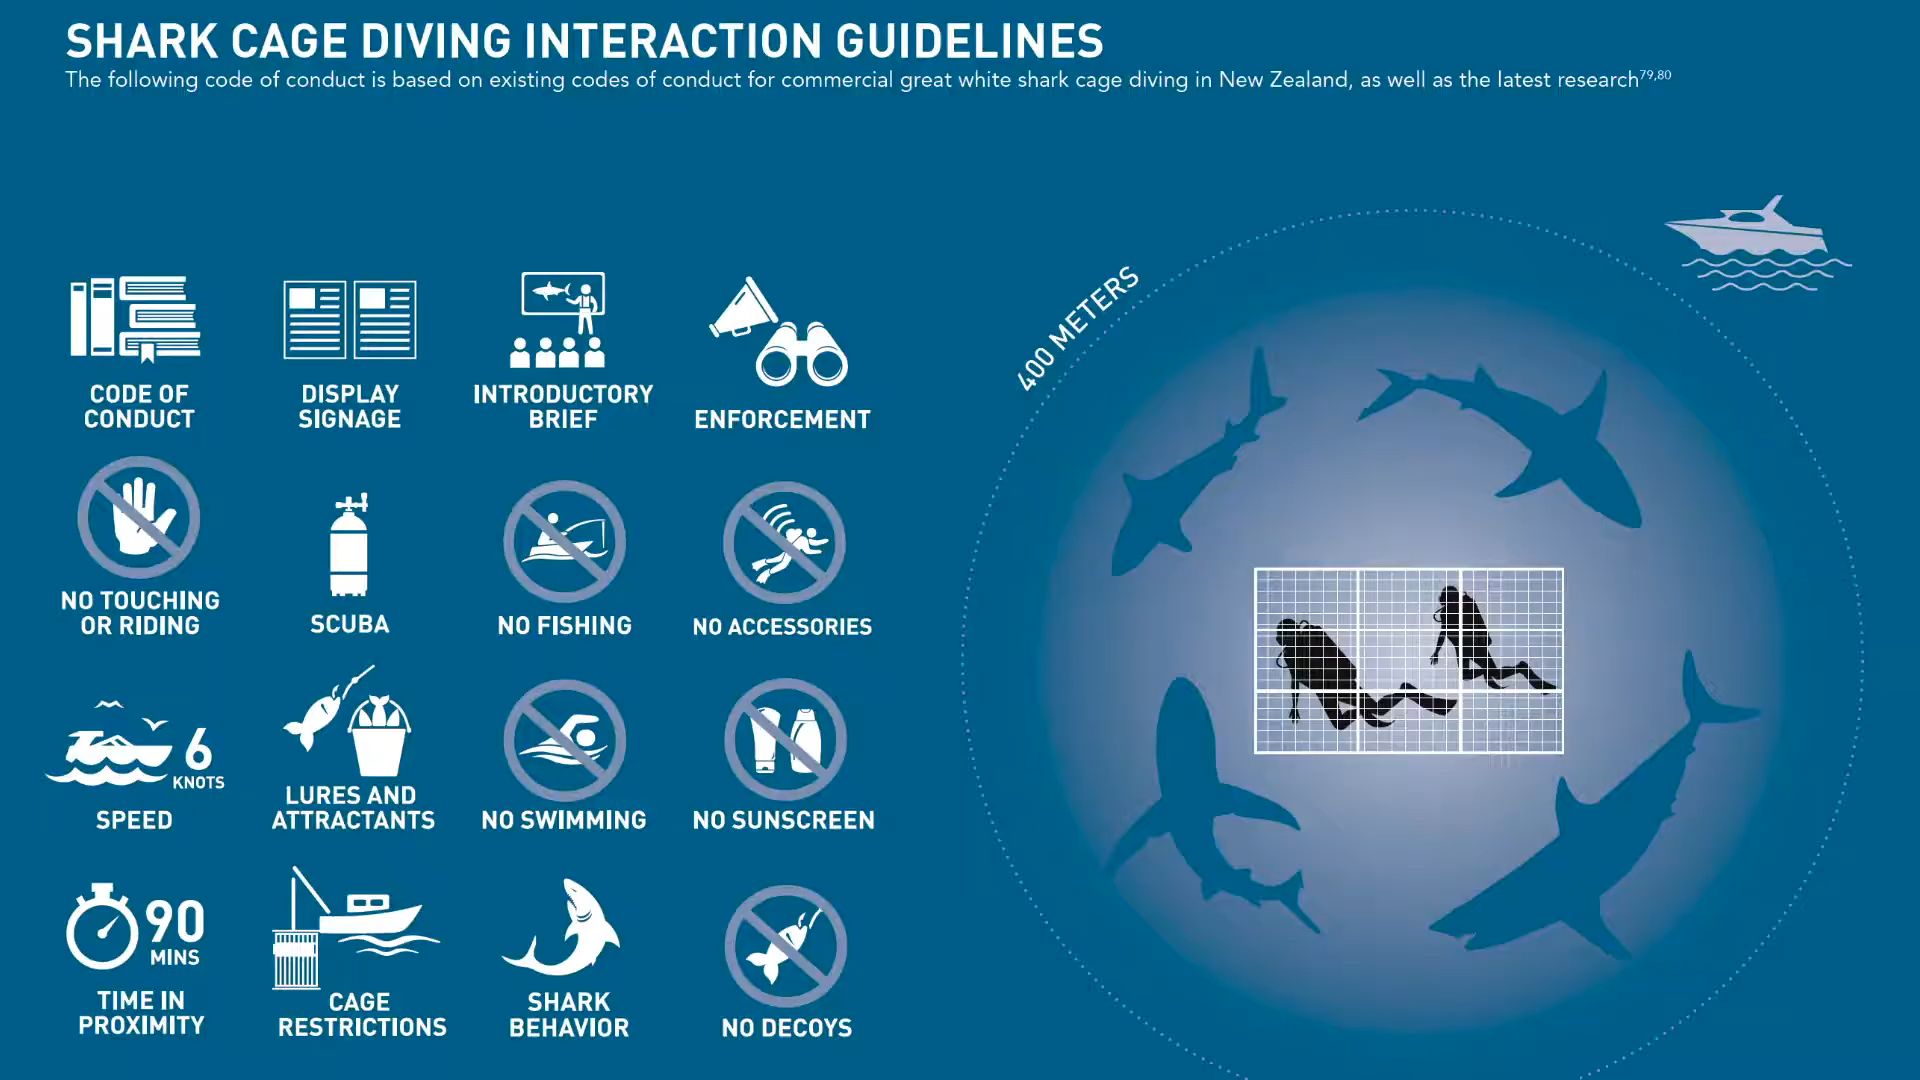 SHARK CAGE DIVING INTERACTION GUIDELINES
The following code of conduct is based on existing codes of conduct for commercial great white shark cage diving in New Zealand, as well as the latest research79,80
CODE OF
CONDUCT
DISPLAY
SIGNAGE
INTRODUCTORY
BRIEF
ENFORCEMENT
NO TOUCHING
OR RIDING
SCUBA
NO FISHING
NO ACCESSORIES
6
KNOTS
SPEED
LURES AND
ATTRACTANTS
NO SWIMMING
NO SUNSCREEN
90
MINS
TIME IN
PROXIMITY
CAGE
RESTRICTIONS
SHARK
BEHAVIOR
NO DECOYS
400 METERS